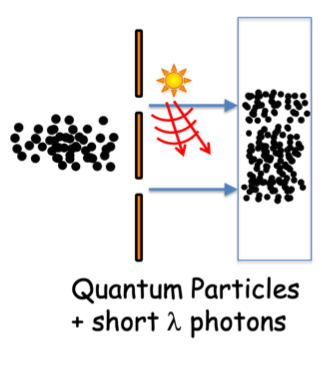 Quantum Particles
+ short λ photons